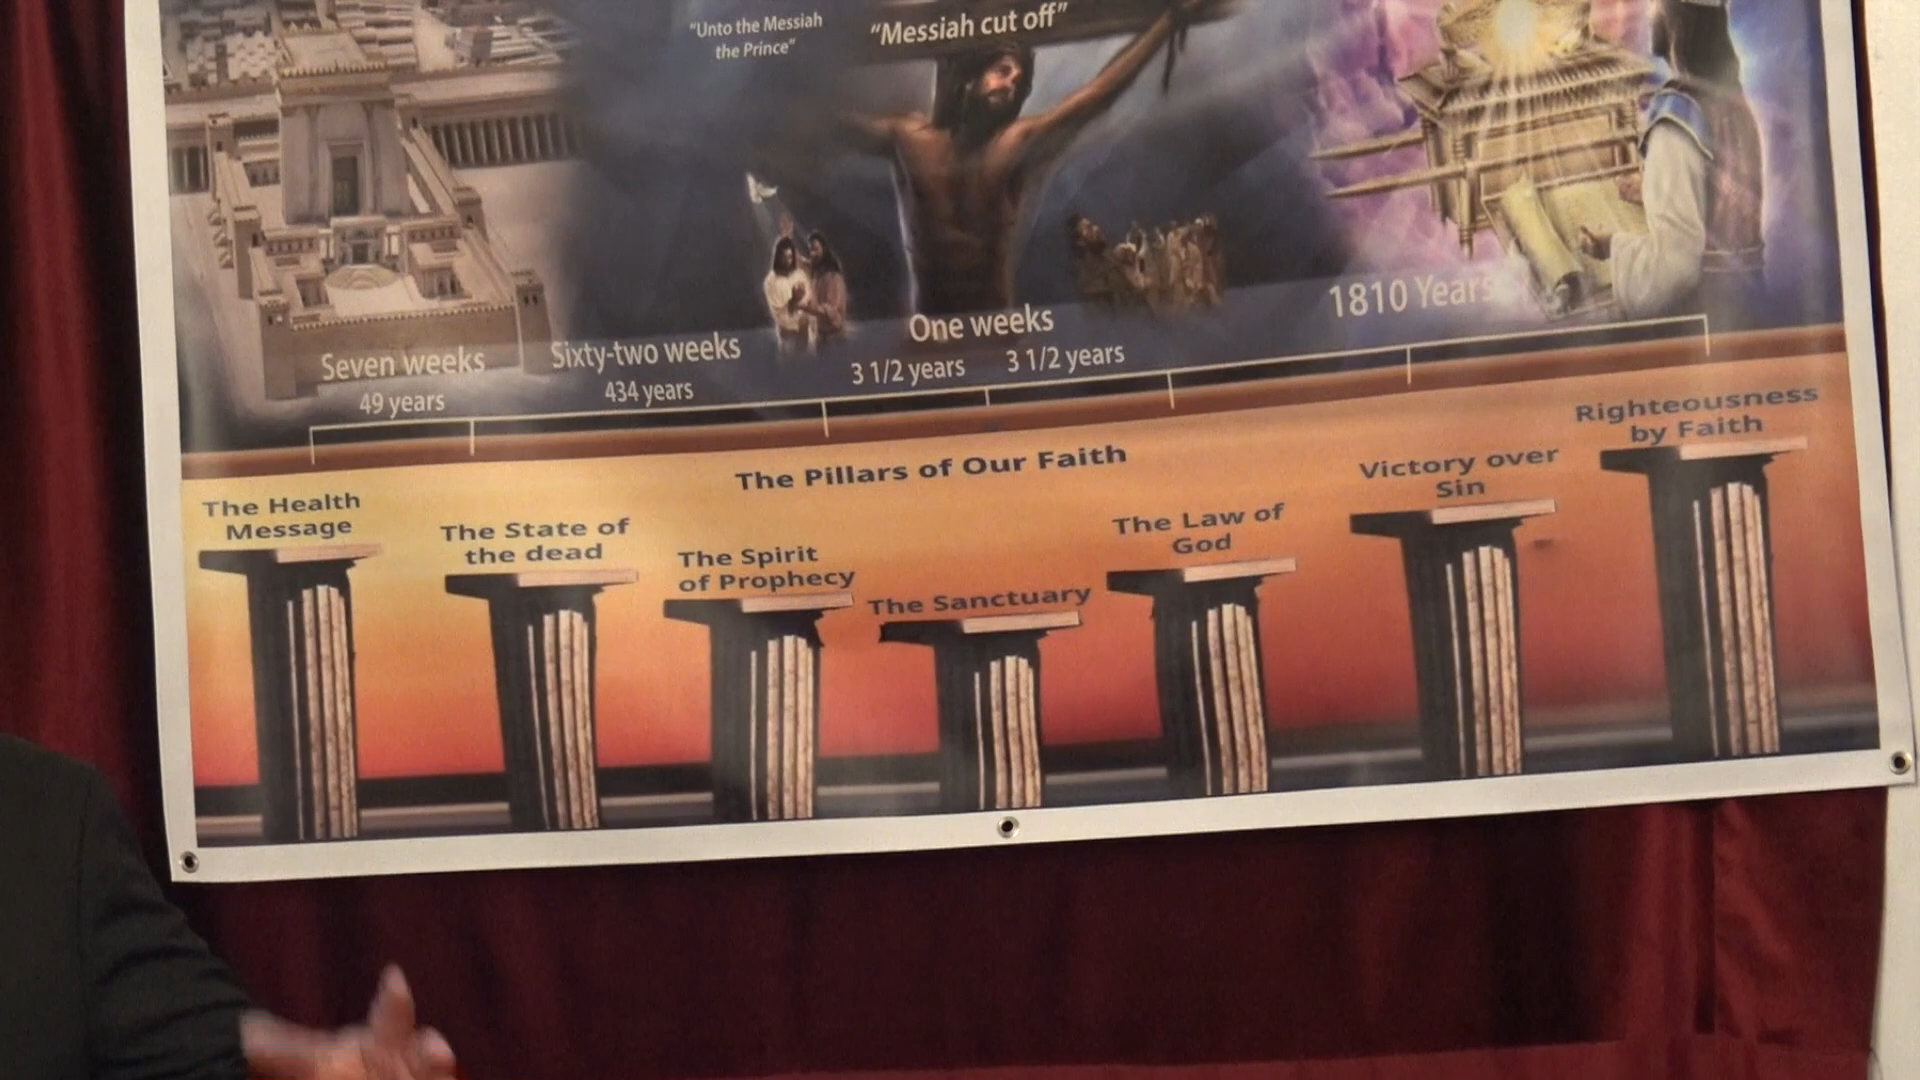 "Unto the Messiah
the Prince"
"Messiah cut off"
Seven weeks
49 years
Sixty-two weeks
434 years
One weeks
3 1/2 years
3 1/2 years
1810 Years
The Pillars of Our Faith
The Health
Message
The State of
the dead
The Spirit
of Prophecy
The Sanctuary
The Law of
God
Victory over
Sin
Righteousness
by Faith